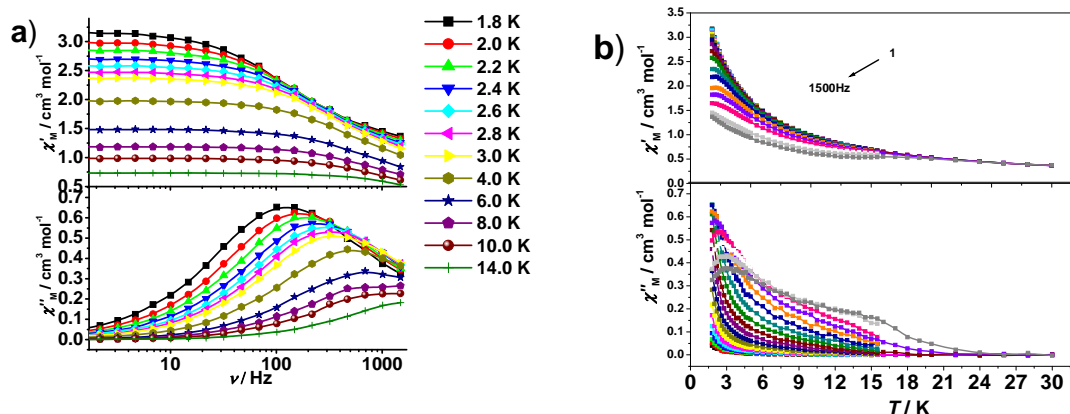 a)
1.8 K
2.0 K
2.2 K
2.4 K
2.6 K
2.8 K
3.0 K
4.0 K
6.0 K
8.0 K
10.0 K
14.0 K
χ′M / cm³ mol⁻¹
3.0
2.5
2.0
1.5
1.0
0.5
χ″M / cm³ mol⁻¹
0.6
0.5
0.4
0.3
0.2
0.1
0.0
10 100 1000
ν / Hz
b)
χ′M / cm³ mol⁻¹
3.5
3.0
2.5
2.0
1.5
1.0
0.5
0.0
1
1500Hz
χ″M / cm³ mol⁻¹
0.7
0.6
0.5
0.4
0.3
0.2
0.1
0.0
3 6 9 12 15 18 21 24 27 30
T / K